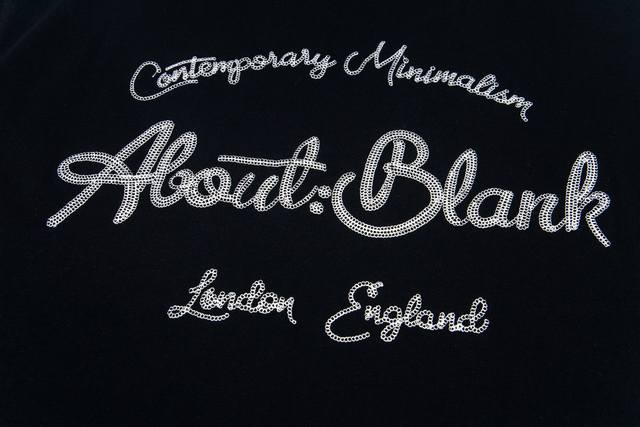 Contemporary Minimalism
About:Blank
London England